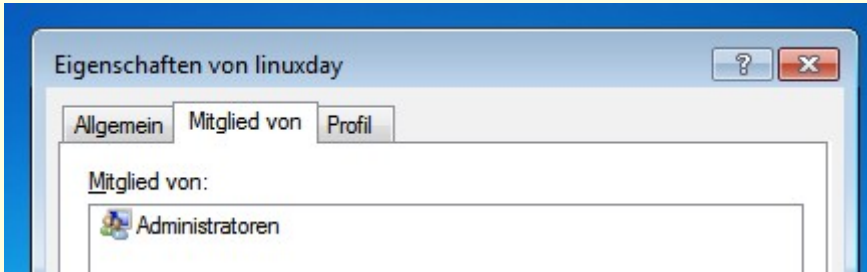 Eigenschaften von linuxday
?
Allgemein Mitglied von Profil
Mitglied von:
Administratoren